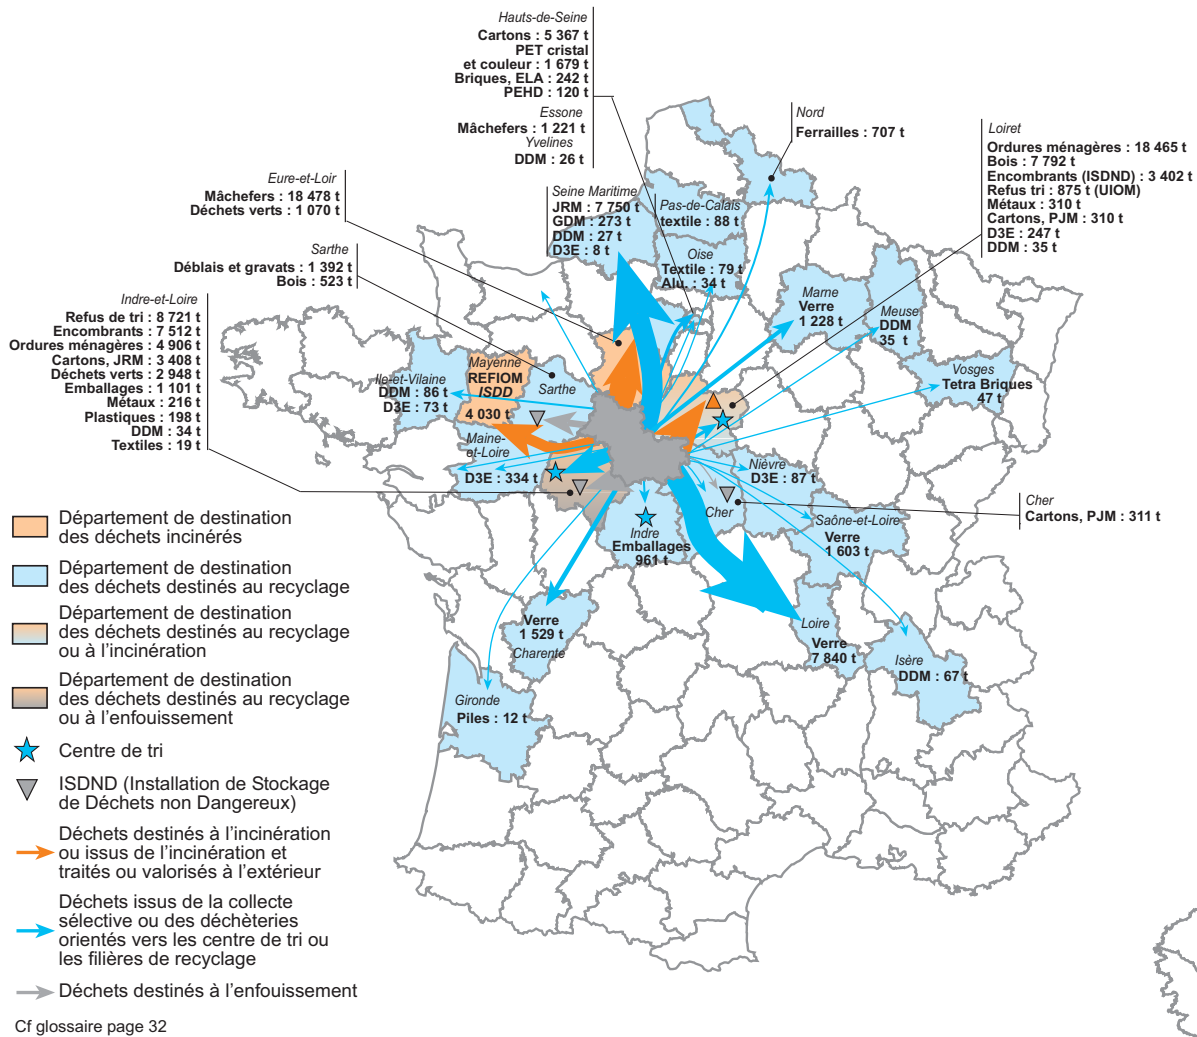 Hauts-de-Seine
Cartons : 5 367 t
PET cristal
et couleur : 1 679 t
Briques, ELA : 242 t
PEHD : 120 t
Essone
Mâchefers : 1 221 t
Yvelines
DDM : 26 t
Nord
Ferrailles : 707 t
Loiret
Ordures ménagères : 18 465 t
Bois : 7 792 t
Encombrants (ISDND) : 3 402 t
Refus tri : 875 t (UIOM)
Métaux : 310 t
Cartons, PJM : 310 t
D3E : 247 t
DDM : 35 t
Eure-et-Loir
Mâchefers : 18 478 t
Déchets verts : 1 070 t
Seine Maritime
JRM : 7 750 t
GDM : 273 t
DDM : 27 t
D3E : 8 t
Pas-de-Calais
textile : 88 t
Oise
Textile : 79 t
Alu. : 34 t
Sarthe
Déblais et gravats : 1 392 t
Bois : 523 t
Marne
Verre
1 228 t
Meuse
DDM
35 t
Vosges
Tetra Briques
47 t
Indre-et-Loire
Refus de tri : 8 721 t
Encombrants : 7 512 t
Ordures ménagères : 4 906 t
Cartons, JRM : 3 408 t
Déchets verts : 2 948 t
Emballages : 1 101 t
Métaux : 216 t
Plastiques : 198 t
DDM : 34 t
Textiles : 19 t
Mayenne
REFIOM
ISDD
4 030 t
Ile-et-Vilaine
DDM : 86 t
D3E : 73 t
Sarthe
Maine-
et-Loire
D3E : 334 t
Nièvre
D3E : 87 t
Cher
Cher
Cartons, PJM : 311 t
Indre
Emballages
961 t
Saône-et-Loire
Verre
1 603 t
Verre
1 529 t
Charente
Loire
Verre
7 840 t
Isère
DDM : 67 t
Gironde
Piles : 12 t
Département de destination
des déchets incinérés
Département de destination
des déchets destinés au recyclage
Département de destination
des déchets destinés au recyclage
ou à l'incinération
Département de destination
des déchets destinés au recyclage
ou à l'enfouissement
Centre de tri
ISDND (Installation de Stockage
de Déchets non Dangereux)
Déchets destinés à l'incinération
ou issus de l'incinération et
traités ou valorisés à l'extérieur
Déchets issus de la collecte
sélective ou des déchèteries
orientés vers les centre de tri ou
les filières de recyclage
Déchets destinés à l'enfouissement
Cf glossaire page 32